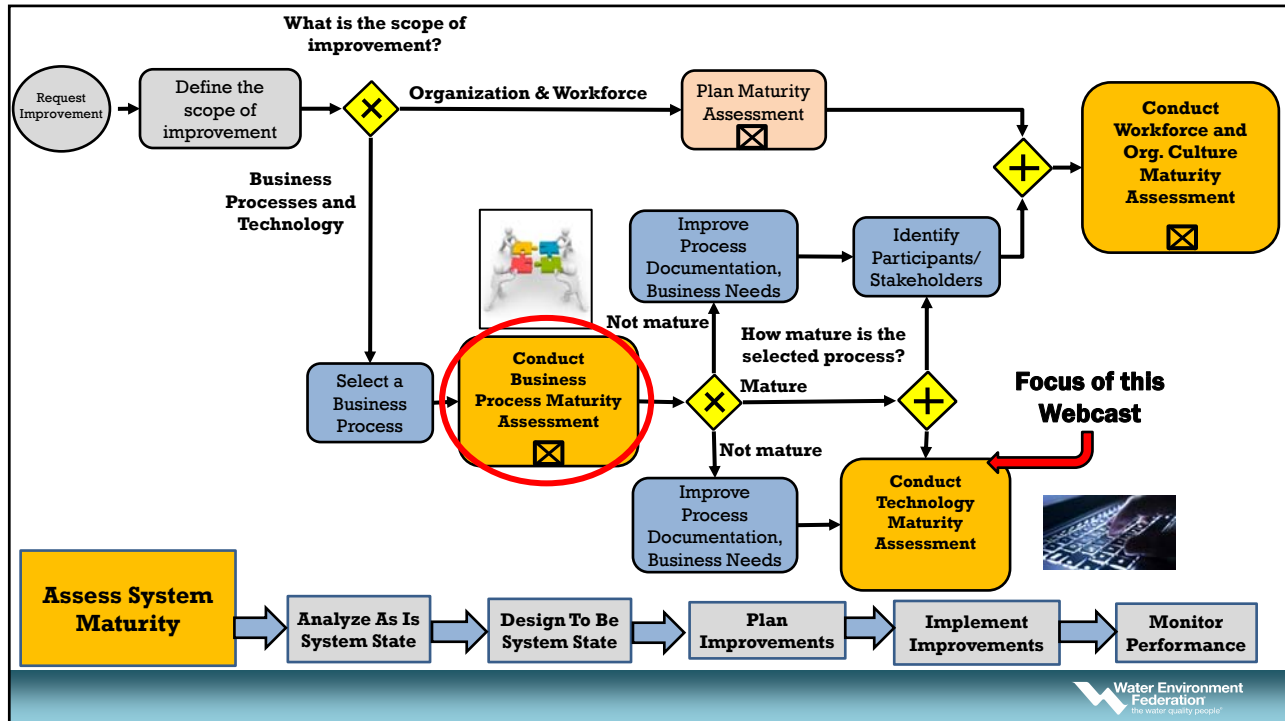 What is the scope of
improvement?
Request
Improvement
Define the
scope of
improvement
Organization & Workforce
Plan Maturity
Assessment
Conduct
Workforce and
Org. Culture
Maturity
Assessment
Business
Processes and
Technology
Improve
Process
Documentation,
Business Needs
Identify
Participants/
Stakeholders
Not mature
How mature is the
selected process?
Select a
Business
Process
Conduct
Business
Process Maturity
Assessment
Mature
Focus of this
Webcast
Not mature
Improve
Process
Documentation,
Business Needs
Conduct
Technology
Maturity
Assessment
Assess System
Maturity
Analyze As Is
System State
Design To Be
System State
Plan
Improvements
Implement
Improvements
Monitor
Performance
Water Environment
Federation
the water quality people®